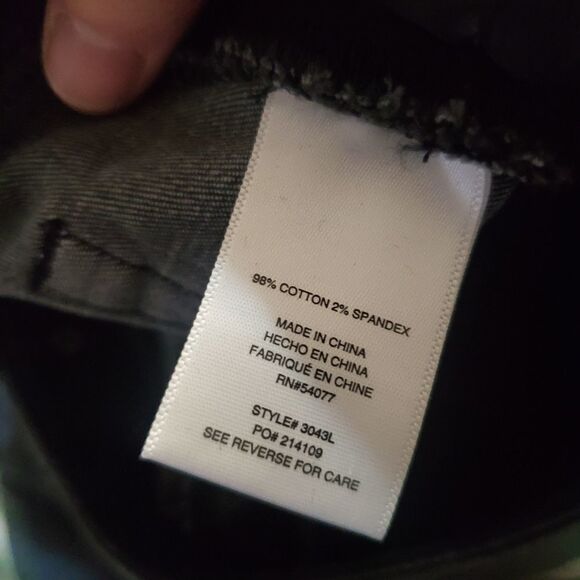 98% COTTON 2% SPANDEX
MADE IN CHINA
HECHO EN CHINA
FABRIQUÉ EN CHINE
RN#54077
STYLE# 3043L
PO# 214109
SEE REVERSE FOR CARE